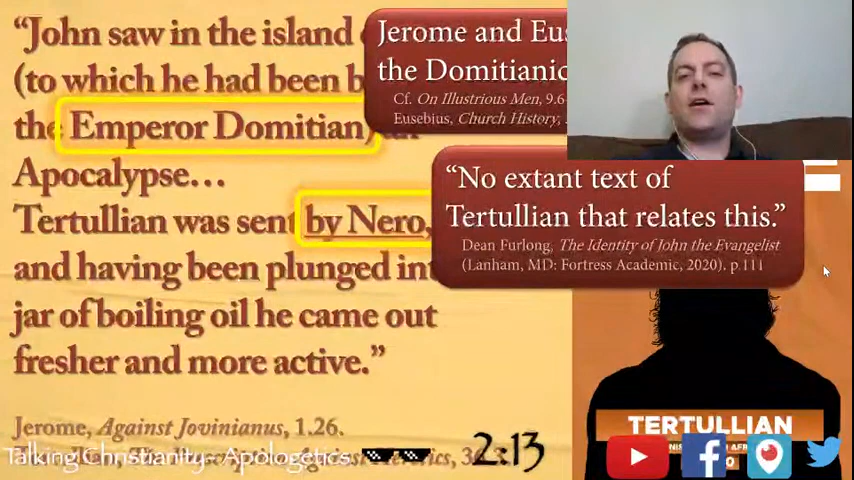 “John saw in the island
(to which he had been b
the Emperor Domitian)
Apocalypse…
Tertullian was sent by Nero,
and having been plunged int
jar of boiling oil he came out
fresher and more active.”
Jerome, Against Jovinianus, 1.26.
Jerome and Eus
the Domitianic
Cf. On Illustrious Men, 9.6-
Eusebius, Church History,
“No extant text of
Tertullian that relates this.”
Dean Furlong, The Identity of John the Evangelist
(Lanham, MD: Fortress Academic, 2020). p.111
TERTULLIAN
Talking Christianity - Apologetics
2:13